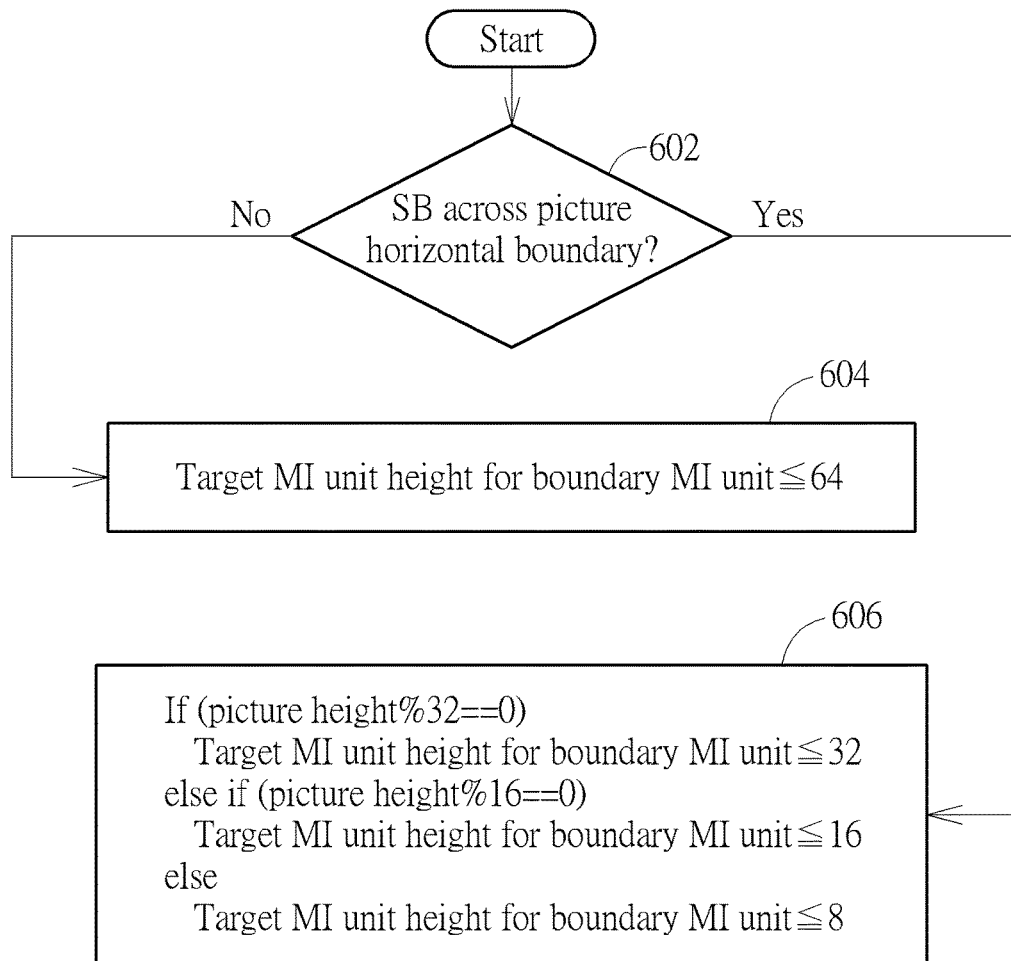 Start
602
SB across picture
horizontal boundary?
No
Yes
604
Target MI unit height for boundary MI unit≦64
606
If (picture height%32==0)
Target MI unit height for boundary MI unit≦32
else if (picture height%16==0)
Target MI unit height for boundary MI unit≦16
else
Target MI unit height for boundary MI unit≦8